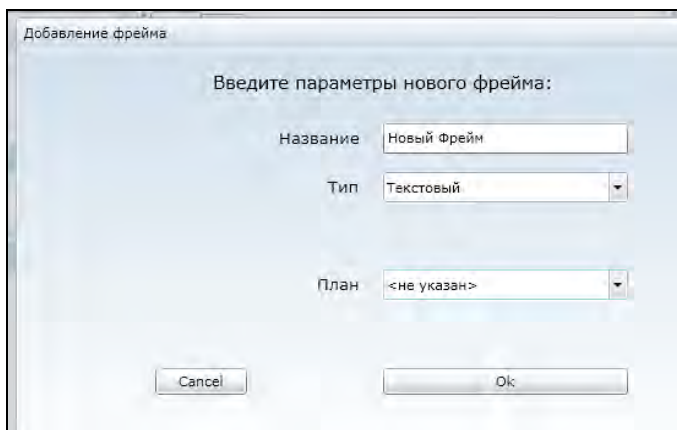 Добавление фрейма
Введите параметры нового фрейма:
Название Новый Фрейм
Тип Текстовый
План <не указан>
Cancel Ok